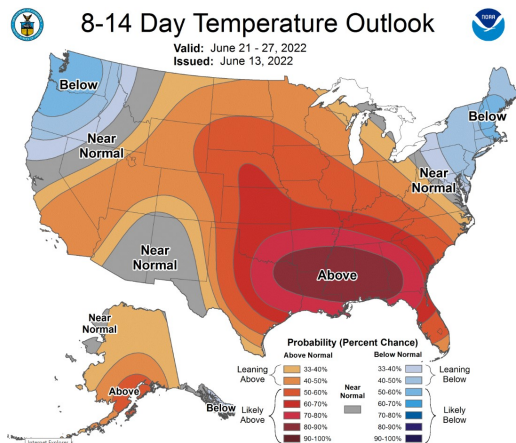 8-14 Day Temperature Outlook
Valid: June 21 - 27, 2022
Issued: June 13, 2022
NOAA
Below
Near
Normal
Below
Near
Normal
Near
Normal
Above
Near
Normal
Above
Below
Probability (Percent Chance)
Above Normal
Below Normal
Leaning
Above
33-40%
40-50%
Likely
Above
50-60%
60-70%
70-80%
80-90%
90-100%
Near
Normal
33-40%
40-50%
Leaning
Below
50-60%
60-70%
70-80%
80-90%
90-100%
Likely
Below
Internet Explorer